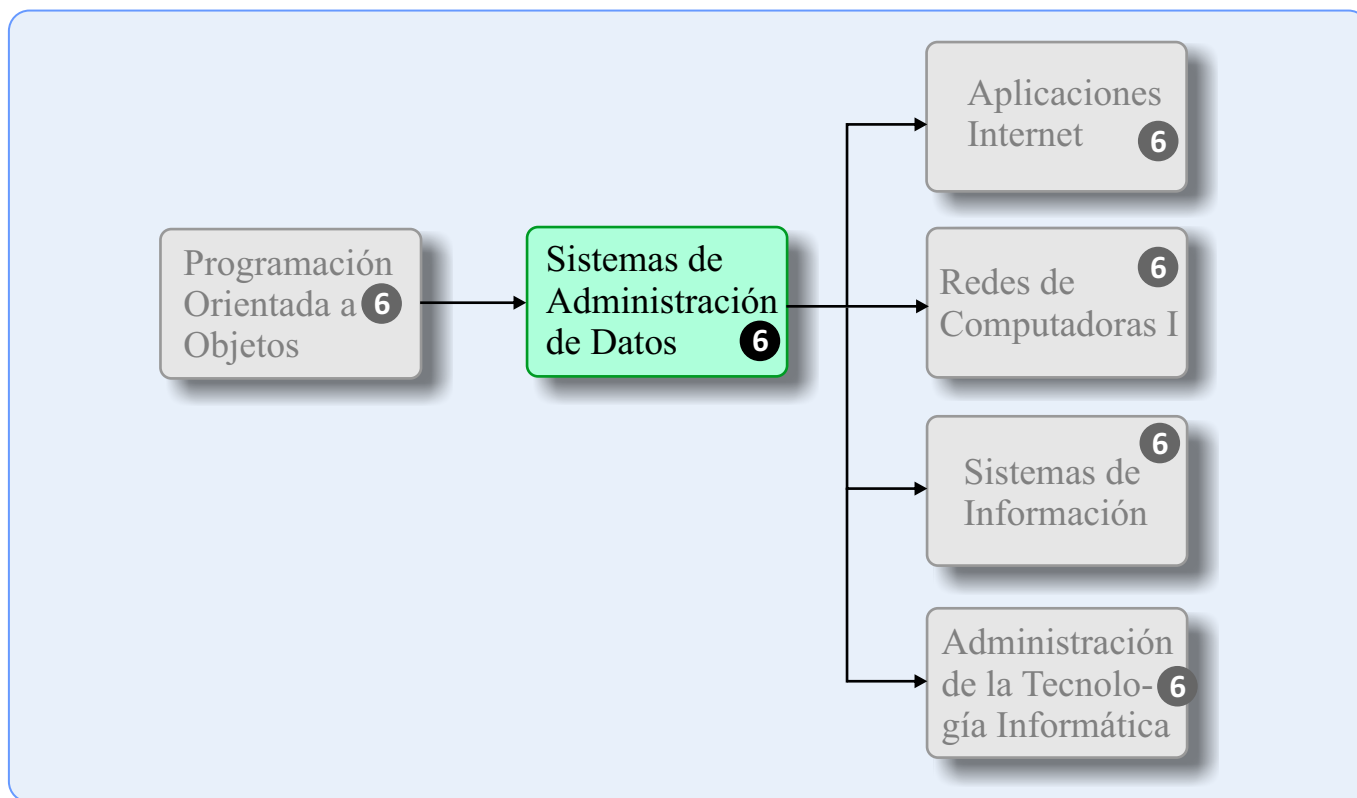 Programación
Orientada a 6
Objetos
Sistemas de
Administración
de Datos 6
Aplicaciones
Internet 6
6
Redes de
Computadoras I
6
Sistemas de
Información
Administración
de la Tecnolo- 6
gía Informática